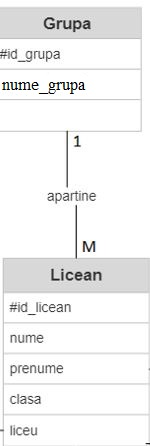 Grupa
#id_grupa
nume_grupa
1
apartine
M
Licean
#id_licean
nume
prenume
clasa
liceu